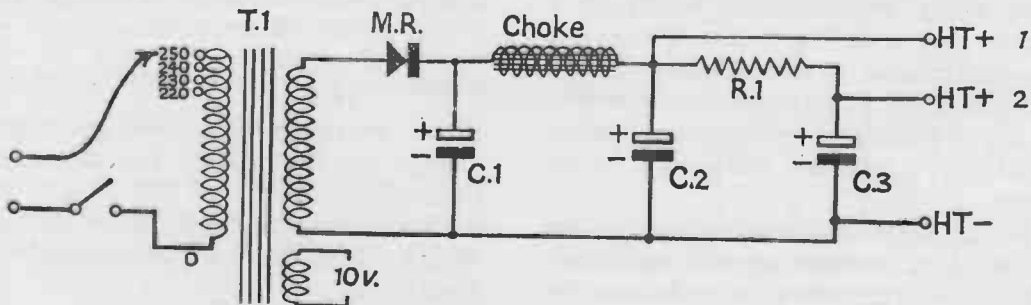 T.1
M.R.
Choke
250
240
230
220
HT+ 1
R.1
HT+ 2
+
-
C.1
+
-
C.2
+
-
C.3
HT-
0
10v.